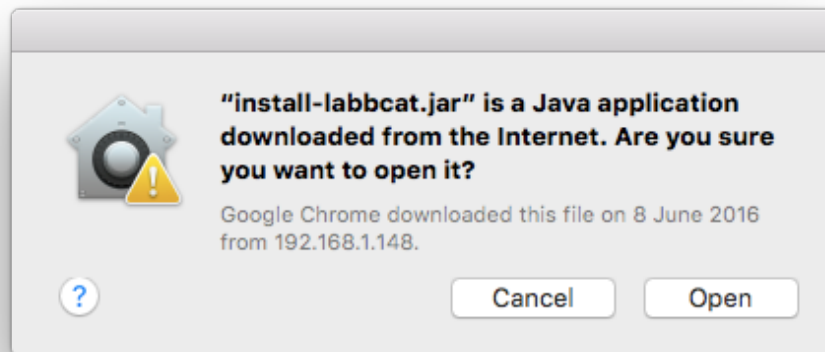 “install-labbcat.jar” is a Java application
downloaded from the Internet. Are you sure
you want to open it?
Google Chrome downloaded this file on 8 June 2016
from 192.168.1.148.
?
Cancel
Open